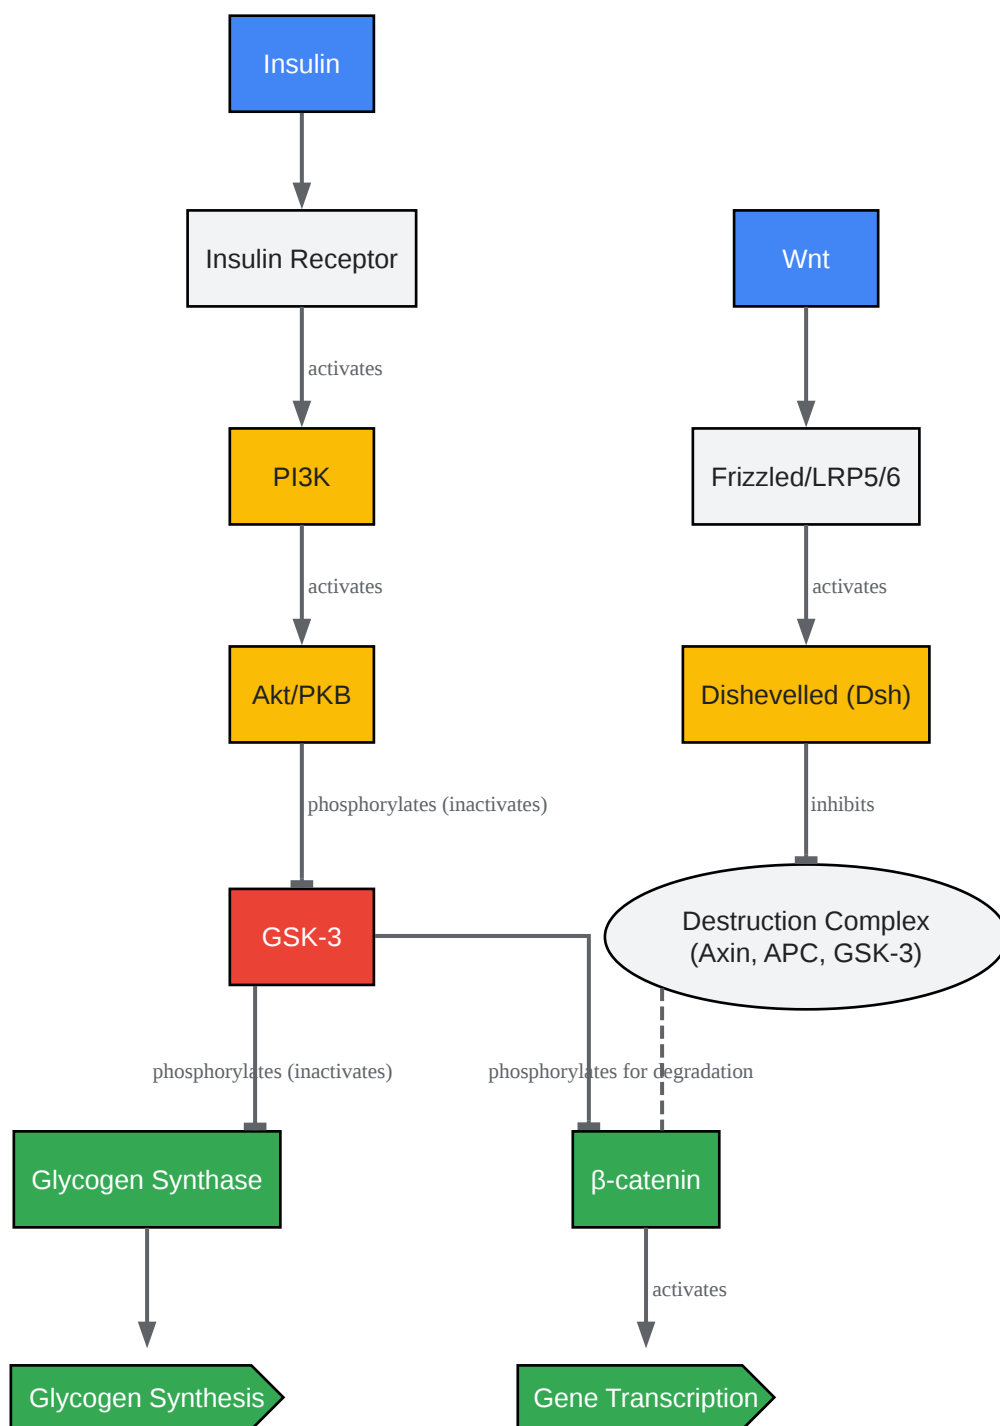 Insulin
Insulin Receptor
Wnt
activates
PI3K
Frizzled/LRP5/6
activates
activates
Akt/PKB
Dishevelled (Dsh)
phosphorylates (inactivates)
inhibits
GSK-3
Destruction Complex
(Axin, APC, GSK-3)
phosphorylates (inactivates)
phosphorylates for degradation
Glycogen Synthase
β-catenin
activates
Glycogen Synthesis
Gene Transcription